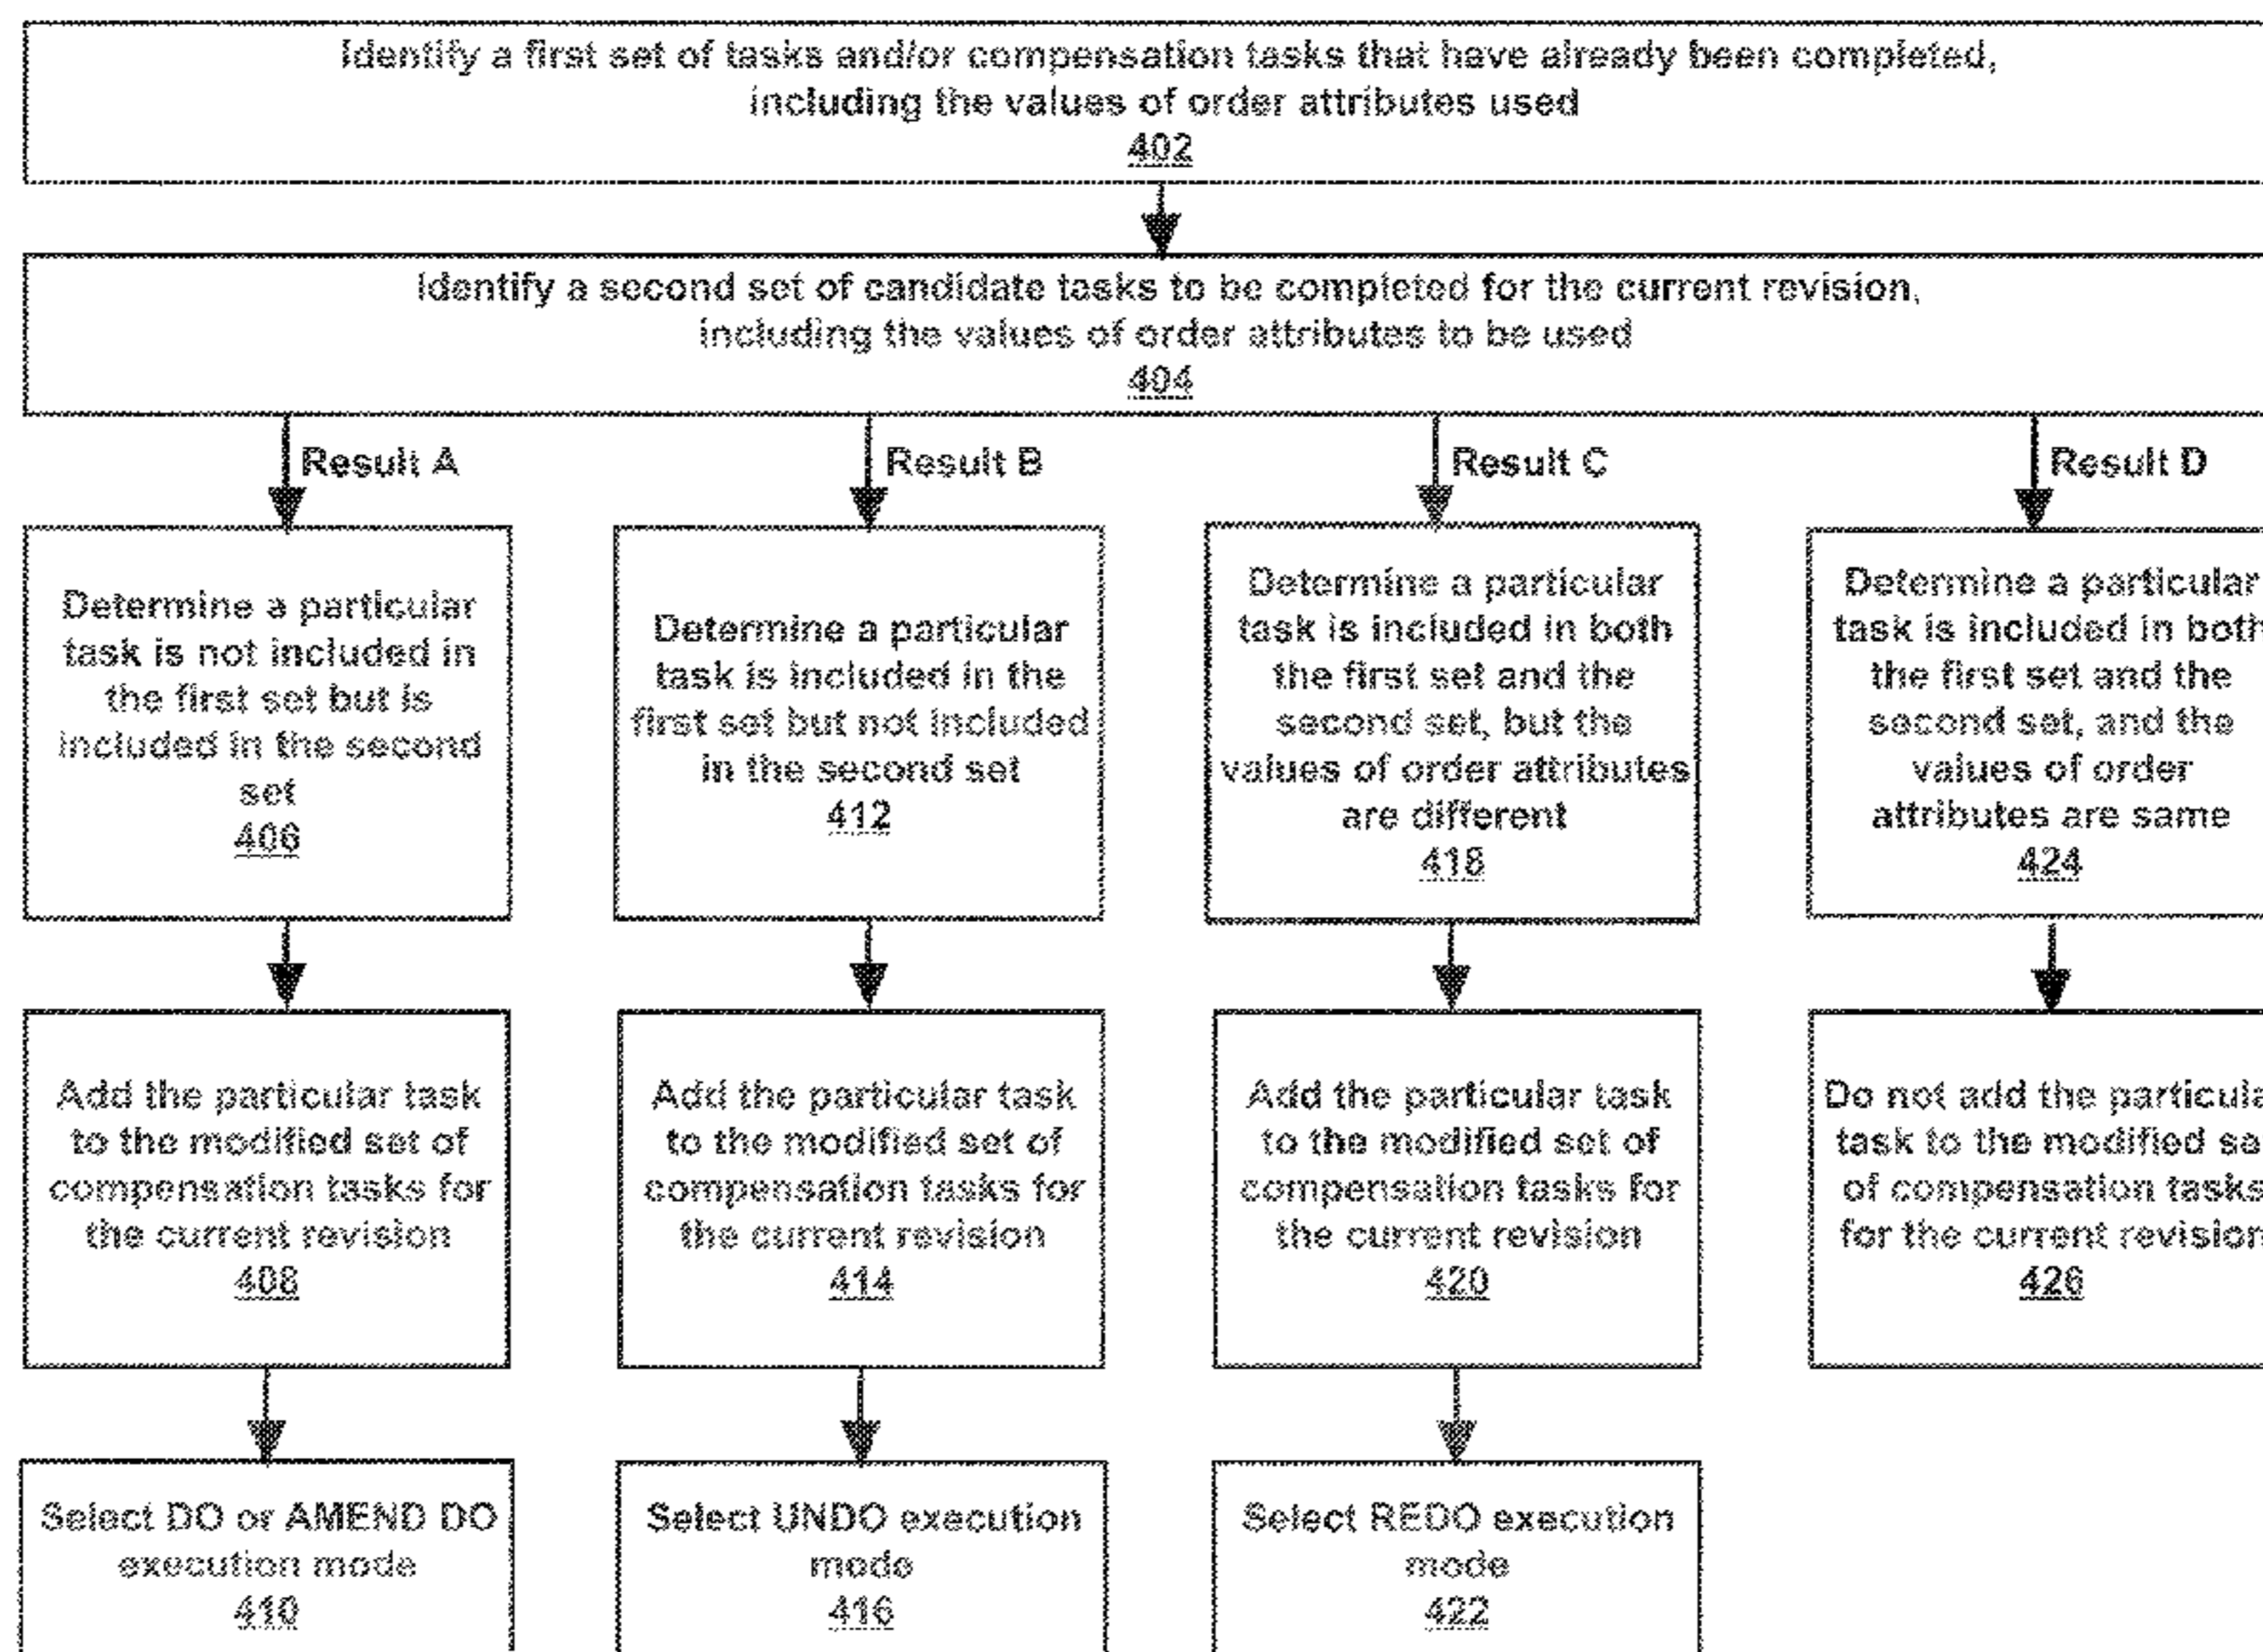 Identify a first set of tasks and/or compensation tasks that have already been completed,
including the values of order attributes used
402
Identify a second set of candidate tasks to be completed for the current revision,
including the values of order attributes to be used
404
Result A
Result B
Result C
Result D
Determine a particular
task is not included in
the first set but is
included in the second
set
406
Determine a particular
task is included in the
first set but not included
in the second set
412
Determine a particular
task is included in both
the first set and the
second set, but the
values of order attributes
are different
418
Determine a particular
task is included in both
the first set and the
second set, and the
values of order
attributes are same
424
Add the particular task
to the modified set of
compensation tasks for
the current revision
408
Add the particular task
to the modified set of
compensation tasks for
the current revision
414
Add the particular task
to the modified set of
compensation tasks for
the current revision
420
Do not add the particula
task to the modified se
of compensation tasks
for the current revision
426
Select DO or AMEND DO
execution mode
410
Select UNDO execution
mode
416
Select REDO execution
mode
422